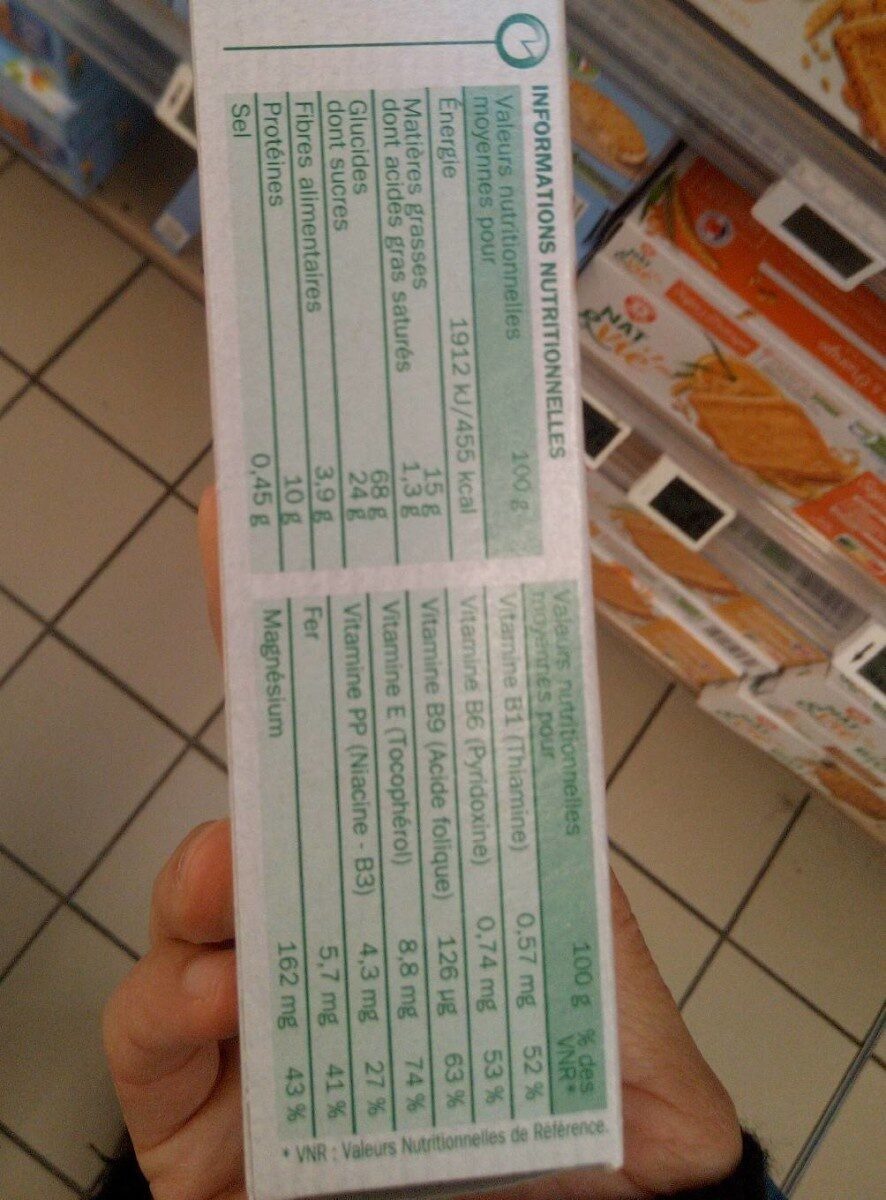 INFORMATIONS NUTRITIONNELLES
Valeurs nutritionnelles
moyennes pour 100 g
Énergie 1912 kJ/455 kcal
Matières grasses 15 g
dont acides gras saturés 1,3 g
Glucides 68 g
dont sucres 24 g
Fibres alimentaires 3,9 g
Protéines 10 g
Sel 0,45 g
Valeurs nutritionnelles
moyennes pour 100 g % des VNR*
Vitamine B1 (Thiamine) 0,57 mg 52 %
Vitamine B6 (Pyridoxine) 0,74 mg 53 %
Vitamine B9 (Acide folique) 126 µg 63 %
Vitamine E (Tocophérol) 8,8 mg 74 %
Vitamine PP (Niacine - B3) 4,3 mg 27 %
Fer 5,7 mg 41 %
Magnésium 162 mg 43 %
* VNR : Valeurs Nutritionnelles de Référence.
NAT
& Vie